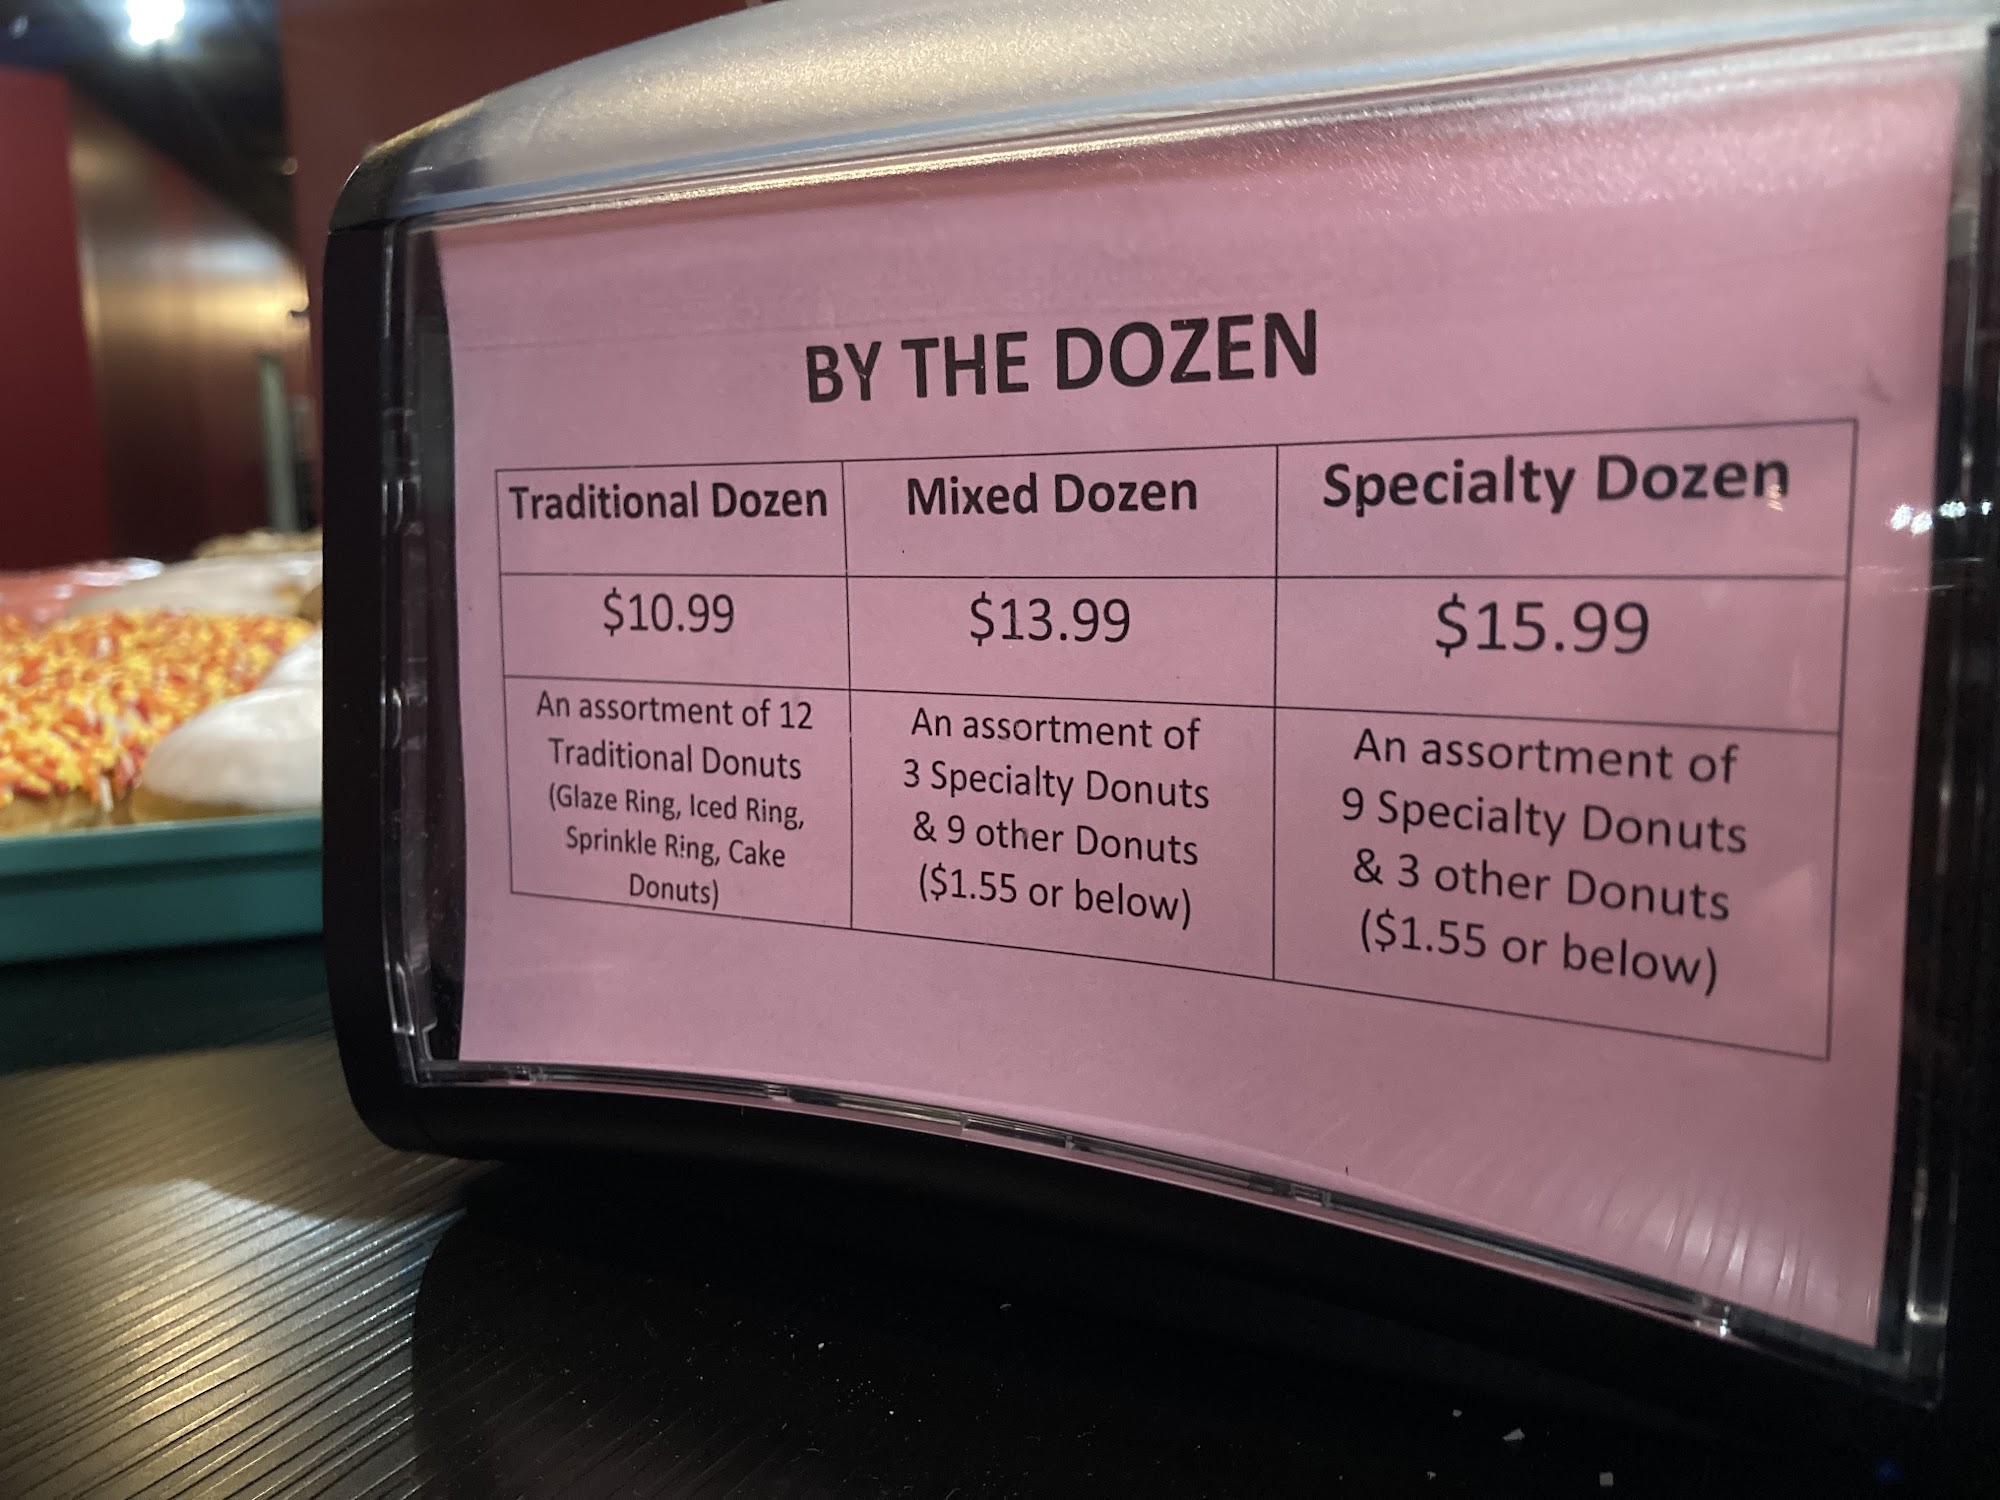 BY THE DOZEN
Traditional Dozen
Mixed Dozen
Specialty Dozen
$10.99
$13.99
$15.99
An assortment of 12
Traditional Donuts
(Glaze Ring, Iced Ring,
Sprinkle Ring, Cake
Donuts)
An assortment of
3 Specialty Donuts
& 9 other Donuts
($1.55 or below)
An assortment of
9 Specialty Donuts
& 3 other Donuts
($1.55 or below)